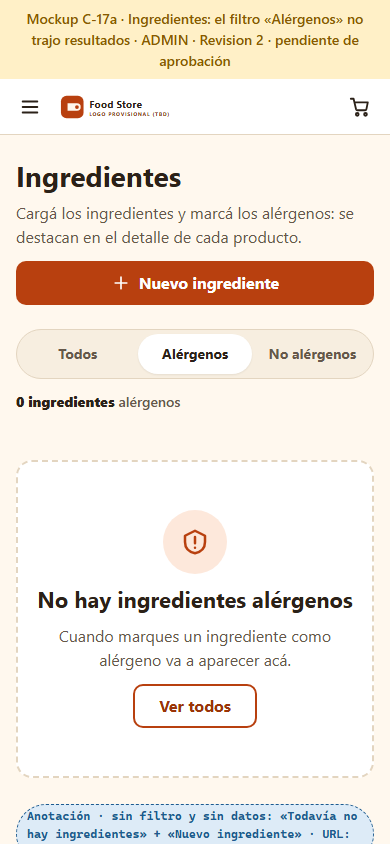 Mockup C-17a · Ingredientes: el filtro «Alérgenos» no
trajo resultados · ADMIN · Revision 2 · pendiente de
aprobación
Food Store
LOGO PROVISIONAL (TBD)
Ingredientes
Cargá los ingredientes y marcá los alérgenos: se
destacan en el detalle de cada producto.
Nuevo ingrediente
Todos
Alérgenos
No alérgenos
0 ingredientes alérgenos
No hay ingredientes alérgenos
Cuando marques un ingrediente como
alérgeno va a aparecer acá.
Ver todos
Anotación · sin filtro y sin datos: «Todavía no
hay ingredientes» + «Nuevo ingrediente» · URL: